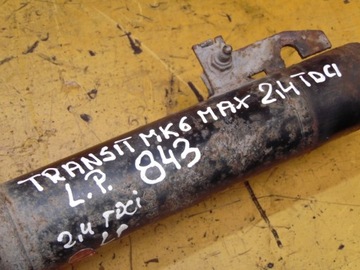 TRANSIT MK6 MAX 2,4 TDCI
L.P. 843
2,4 TDCi